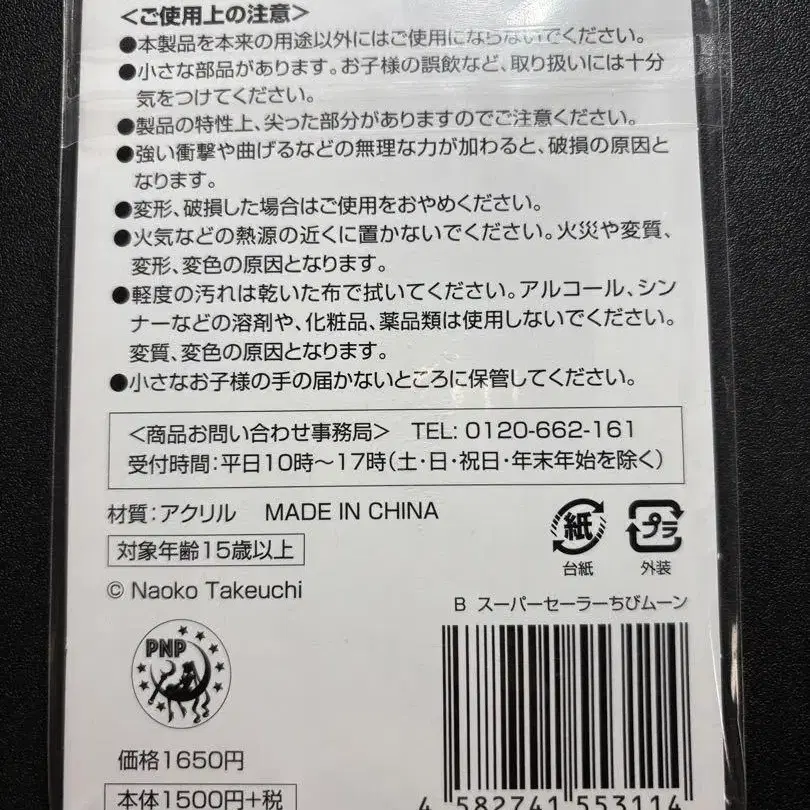 ＜ご使用上の注意＞
●本製品を本来の用途以外にはご使用にならないでください。
●小さな部品があります。お子様の誤飲など、取り扱いには十分
気をつけてください。
●製品の特性上、尖った部分がありますのでご注意ください。
●強い衝撃や曲げるなどの無理な力が加わると、破損の原因と
なります。
●変形、破損した場合はご使用をおやめください。
●火気などの熱源の近くに置かないでください。火災や変質、
変形、変色の原因となります。
●軽度の汚れは乾いた布で拭いてください。アルコール、シン
ナーなどの溶剤や、化粧品、薬品類は使用しないでください。
変質、変色の原因となります。
●小さなお子様の手の届かないところに保管してください。
＜商品お問い合わせ事務局＞ TEL: 0120-662-161
受付時間：平日10時～17時（土・日・祝日・年末年始を除く）
材質：アクリル MADE IN CHINA
対象年齢15歳以上
© Naoko Takeuchi
紙
台紙
プラ
外装
B スーパーセーラーちびムーン
PNP
価格1650円
本体1500円+税
4 582741 553114